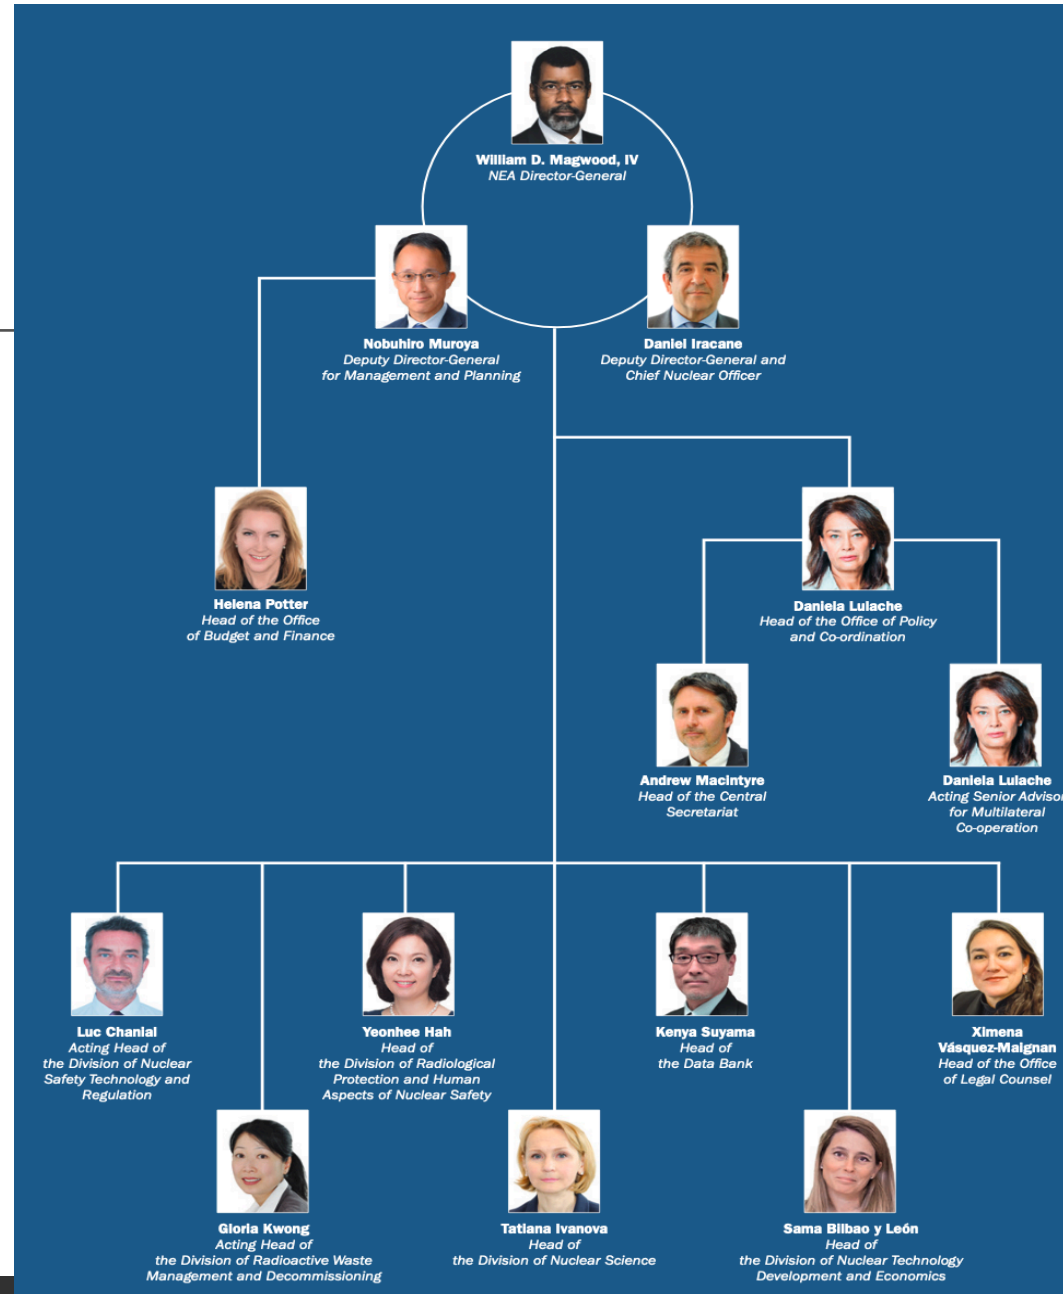 William D. Magwood, IV
NEA Director-General
Nobuhiro Muroya
Deputy Director-General
for Management and Planning
Daniel Iracane
Deputy Director-General and
Chief Nuclear Officer
Helena Potter
Head of the Office
of Budget and Finance
Daniela Lulache
Head of the Office of Policy
and Co-ordination
Andrew Macintyre
Head of the Central
Secretariat
Daniela Lulache
Acting Senior Advisor
for Multilateral
Co-operation
Luc Chanial
Acting Head of
the Division of Nuclear
Safety Technology and
Regulation
Yeonhee Hah
Head of
the Division of Radiological
Protection and Human
Aspects of Nuclear Safety
Kenya Suyama
Head of
the Data Bank
Ximena
Vásquez-Maignan
Head of the Office
of Legal Counsel
Gloria Kwong
Acting Head of
the Division of Radioactive Waste
Management and Decommissioning
Tatiana Ivanova
Head of
the Division of Nuclear Science
Sama Bilbao y León
Head of
the Division of Nuclear Technology
Development and Economics